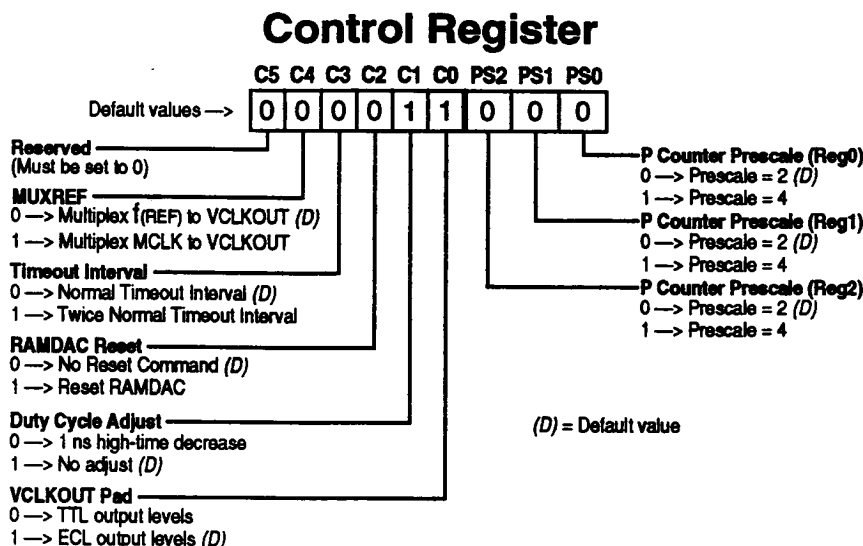 Control Register
C5 C4 C3 C2 C1 C0 PS2 PS1 PS0
Default values —> 0 0 0 0 1 1 0 0 0
Reserved
(Must be set to 0)
MUXREF
0 —> Multiplex f(REF) to VCLKOUT (D)
1 —> Multiplex MCLK to VCLKOUT
Timeout Interval
0 —> Normal Timeout Interval (D)
1 —> Twice Normal Timeout Interval
RAMDAC Reset
0 —> No Reset Command (D)
1 —> Reset RAMDAC
Duty Cycle Adjust
0 —> 1 ns high-time decrease
1 —> No adjust (D)
VCLKOUT Pad
0 —> TTL output levels
1 —> ECL output levels (D)
P Counter Prescale (Reg0)
0 —> Prescale = 2 (D)
1 —> Prescale = 4
P Counter Prescale (Reg1)
0 —> Prescale = 2 (D)
1 —> Prescale = 4
P Counter Prescale (Reg2)
0 —> Prescale = 2 (D)
1 —> Prescale = 4
(D) = Default value